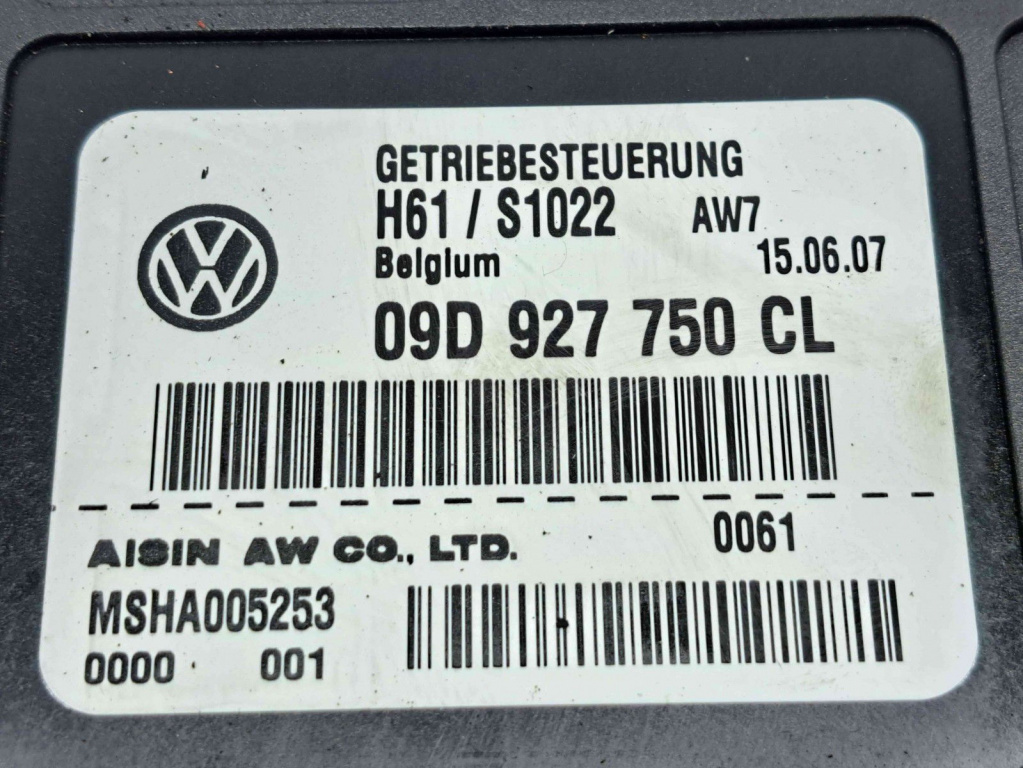 GETRIEBESTEUERUNG
H61 / S1022 AW7
Belgium 15.06.07
09D 927 750 CL
0061
AISIN AW CO., LTD.
MSHA005253
0000 001